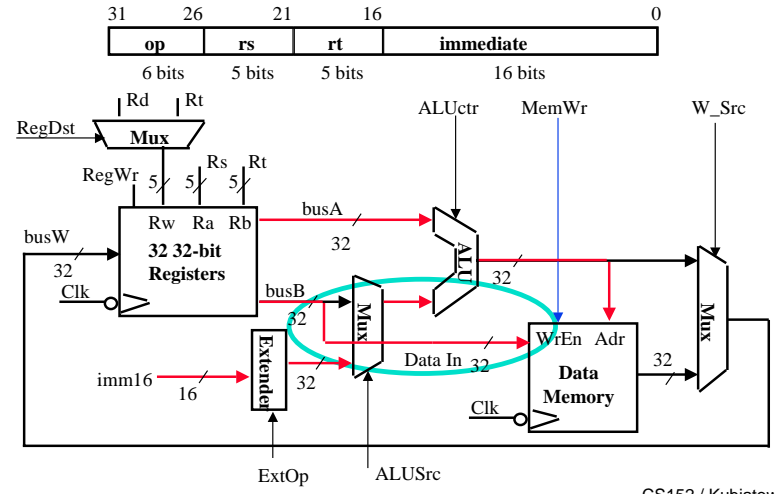 31 26 21 16 0
op rs rt immediate
6 bits 5 bits 5 bits 16 bits
Rd Rt
RegDst
Mux
ALUctr MemWr W_Src
RegWr 5 5 Rs 5 Rt
busA
Rw Ra Rb
32
busW
32
32 32-bit
Registers
ALU
32
Clk
busB
32
Mux
32
WrEn Adr
Mux
Data In 32
32
Extender
imm16
16
32
Data
Memory
Clk
ExtOp ALUSrc